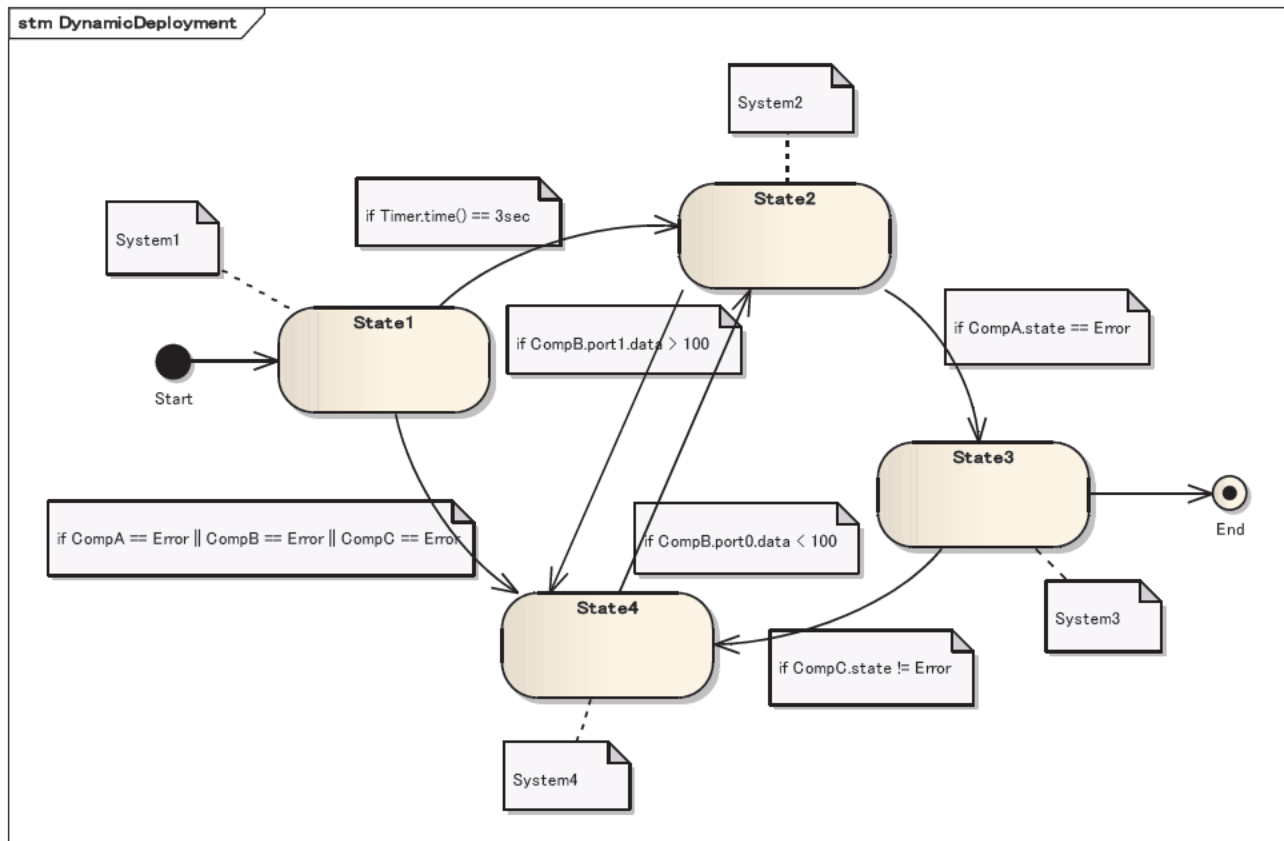 stm DynamicDeployment
System2
State2
if Timer.time() == 3sec
System1
State1
if CompB.port1.data > 100
if CompA.state == Error
Start
State3
End
if CompA == Error || CompB == Error || CompC == Error
if CompB.port0.data < 100
State4
System3
if CompC.state != Error
System4